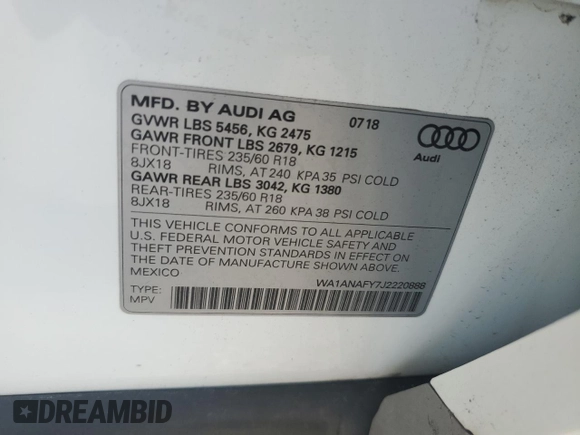 MFD. BY AUDI AG 07 18
GVWR LBS 5456, KG 2475
GAWR FRONT LBS 2679, KG 1215
FRONT-TIRES 235/60 R18
8JX18 RIMS, AT 240 KPA 35 PSI COLD
GAWR REAR LBS 3042, KG 1380
REAR-TIRES 235/60 R18
8JX18 RIMS, AT 260 KPA 38 PSI COLD
Audi
THIS VEHICLE CONFORMS TO ALL APPLICABLE
U.S. FEDERAL MOTOR VEHICLE SAFETY AND
THEFT PREVENTION STANDARDS IN EFFECT ON
THE DATE OF MANUFACTURE SHOWN ABOVE.
MEXICO
WA1ANAFY7J2220888
TYPE:
MPV
DREAMBID